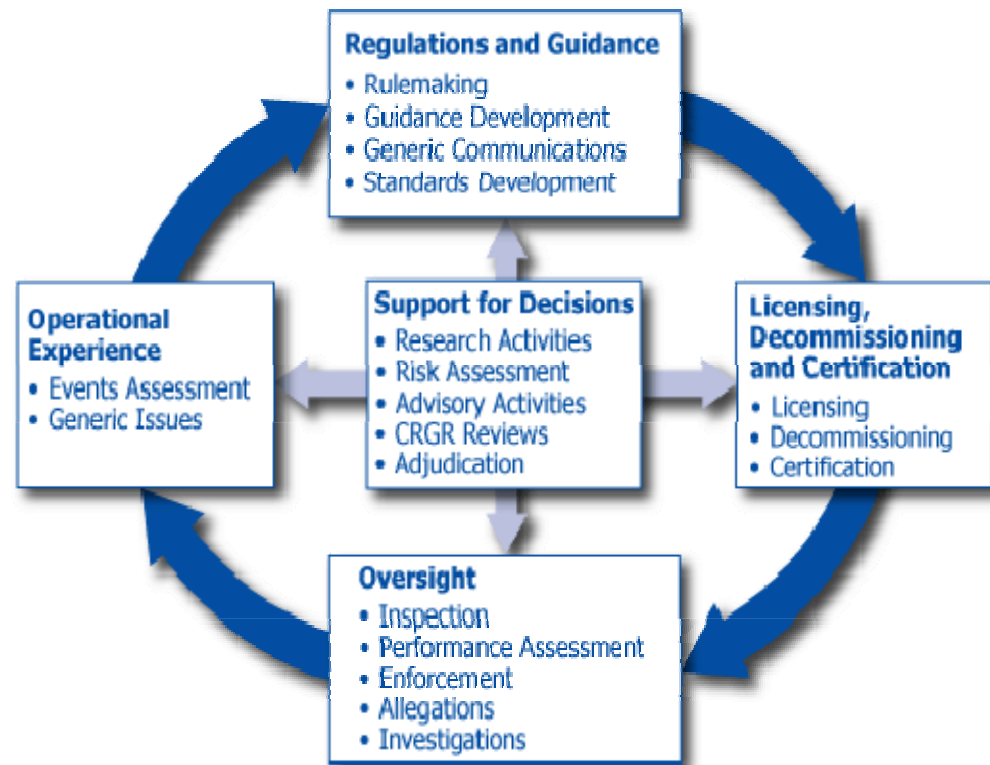 Regulations and Guidance
• Rulemaking
• Guidance Development
• Generic Communications
• Standards Development
Operational
Experience
• Events Assessment
• Generic Issues
Support for Decisions
• Research Activities
• Risk Assessment
• Advisory Activities
• CRGR Reviews
• Adjudication
Licensing,
Decommissioning
and Certification
• Licensing
• Decommissioning
• Certification
Oversight
• Inspection
• Performance Assessment
• Enforcement
• Allegations
• Investigations